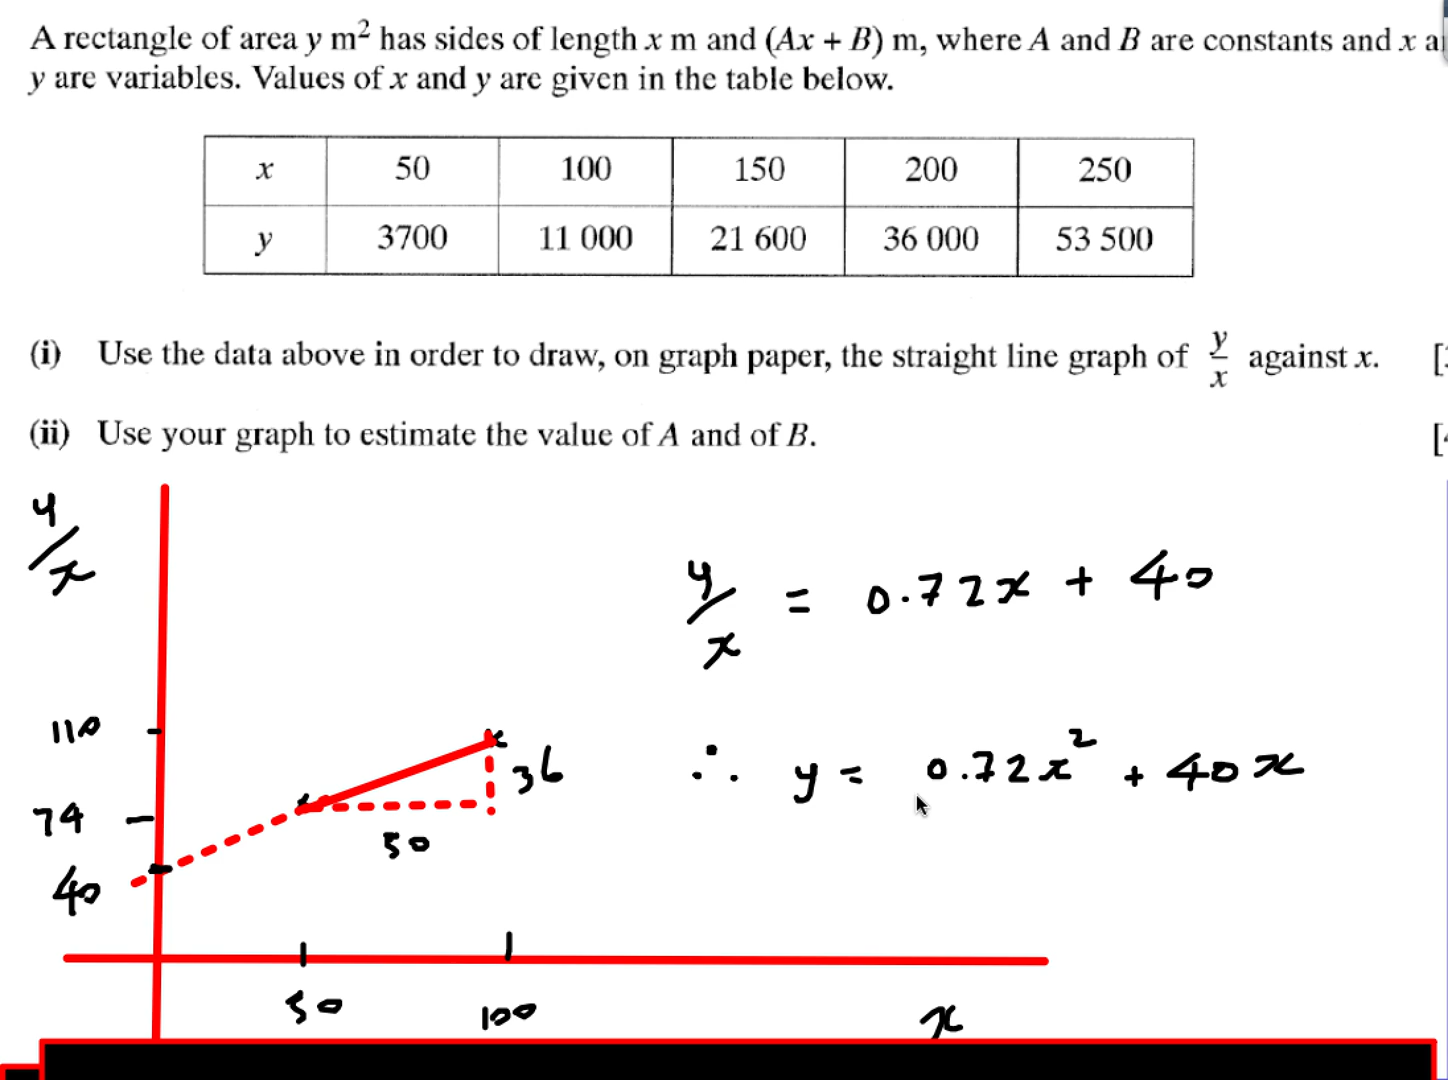 A rectangle of area y m² has sides of length x m and (Ax + B) m, where A and B are constants and x
y are variables. Values of x and y are given in the table below.
x 50 100 150 200 250
y 3700 11 000 21 600 36 000 53 500
(i) Use the data above in order to draw, on graph paper, the straight line graph of y/x against x.
(ii) Use your graph to estimate the value of A and of B.
y/x
y/x = 0.72x + 40
110
36
∴ y = 0.72x² + 40x
74
50
40
50 100 x